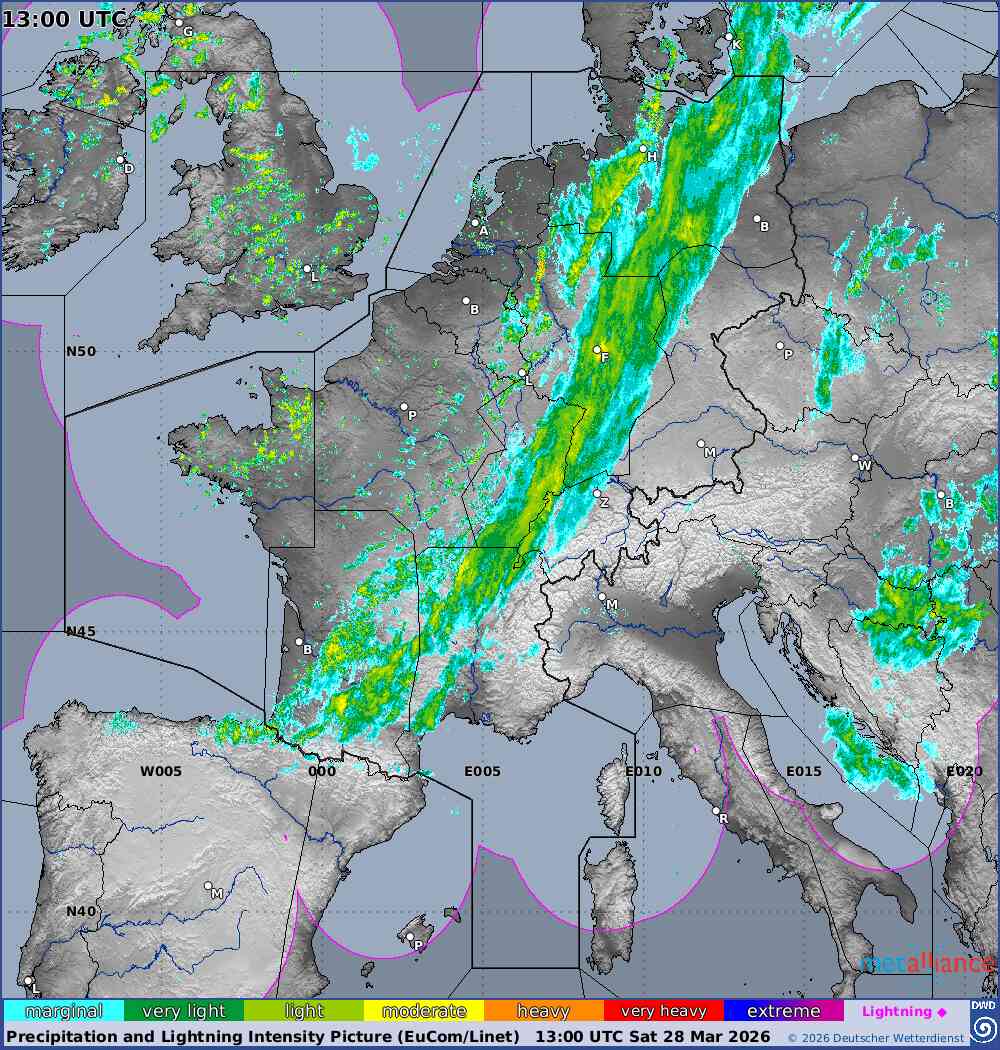 13:00 UTC
G
K
D
H
A
B
L
B
N50
F
P
L
P
M
W
Z
B
M
N45
B
W005
000
E005
E010
E015
E020
R
M
N40
P
L
metalliance
marginal very light light moderate heavy very heavy extreme Lightning ◆ DWD
Precipitation and Lightning Intensity Picture (EuCom/Linet) 13:00 UTC Sat 28 Mar 2026 © 2026 Deutscher Wetterdienst